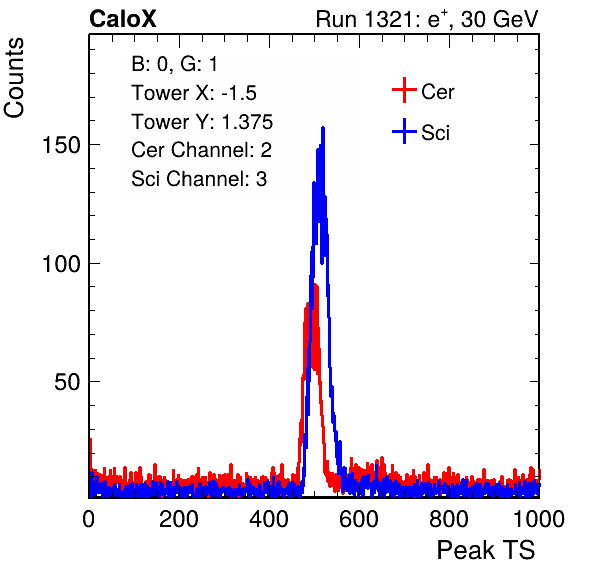 CaloX Run 1321: e⁺, 30 GeV
Counts
B: 0, G: 1
Tower X: -1.5
Tower Y: 1.375
Cer Channel: 2
Sci Channel: 3
Cer
Sci
150
100
50
0 200 400 600 800 1000
Peak TS